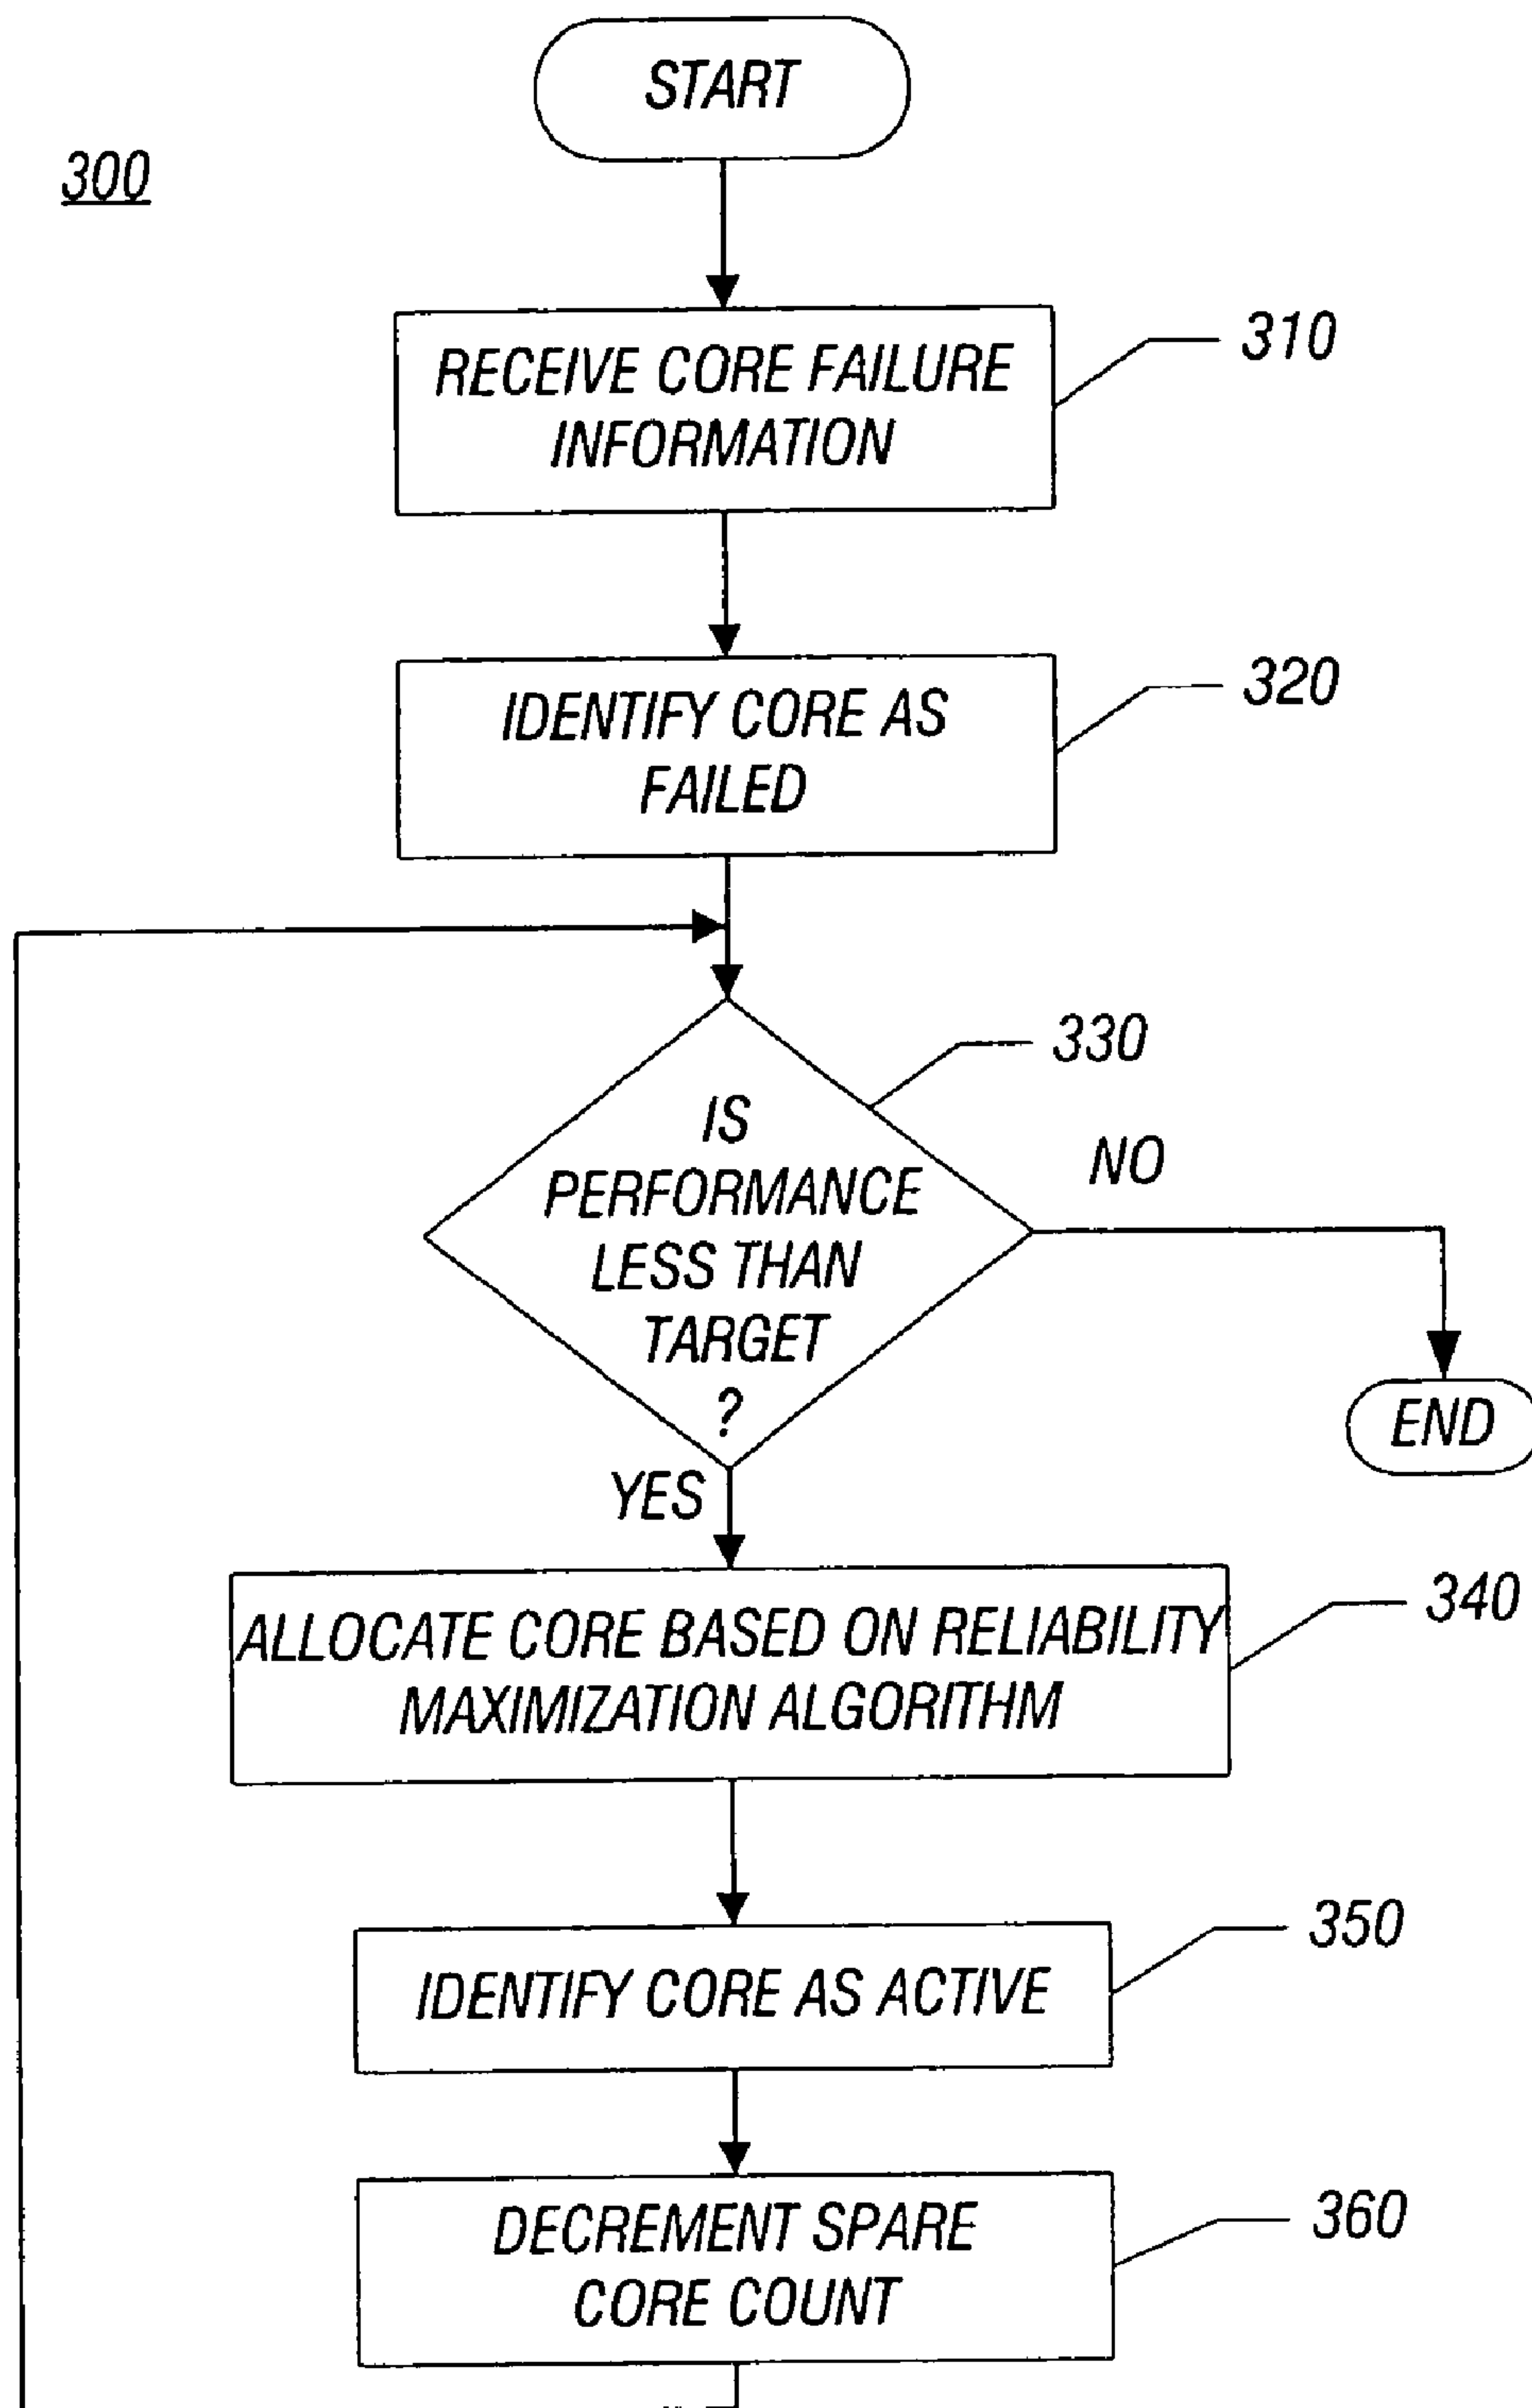 START
300
RECEIVE CORE FAILURE
INFORMATION
310
IDENTIFY CORE AS
FAILED
320
330
IS
PERFORMANCE
LESS THAN
TARGET
?
NO
END
YES
ALLOCATE CORE BASED ON RELIABILITY
MAXIMIZATION ALGORITHM
340
IDENTIFY CORE AS ACTIVE
350
DECREMENT SPARE
CORE COUNT
360